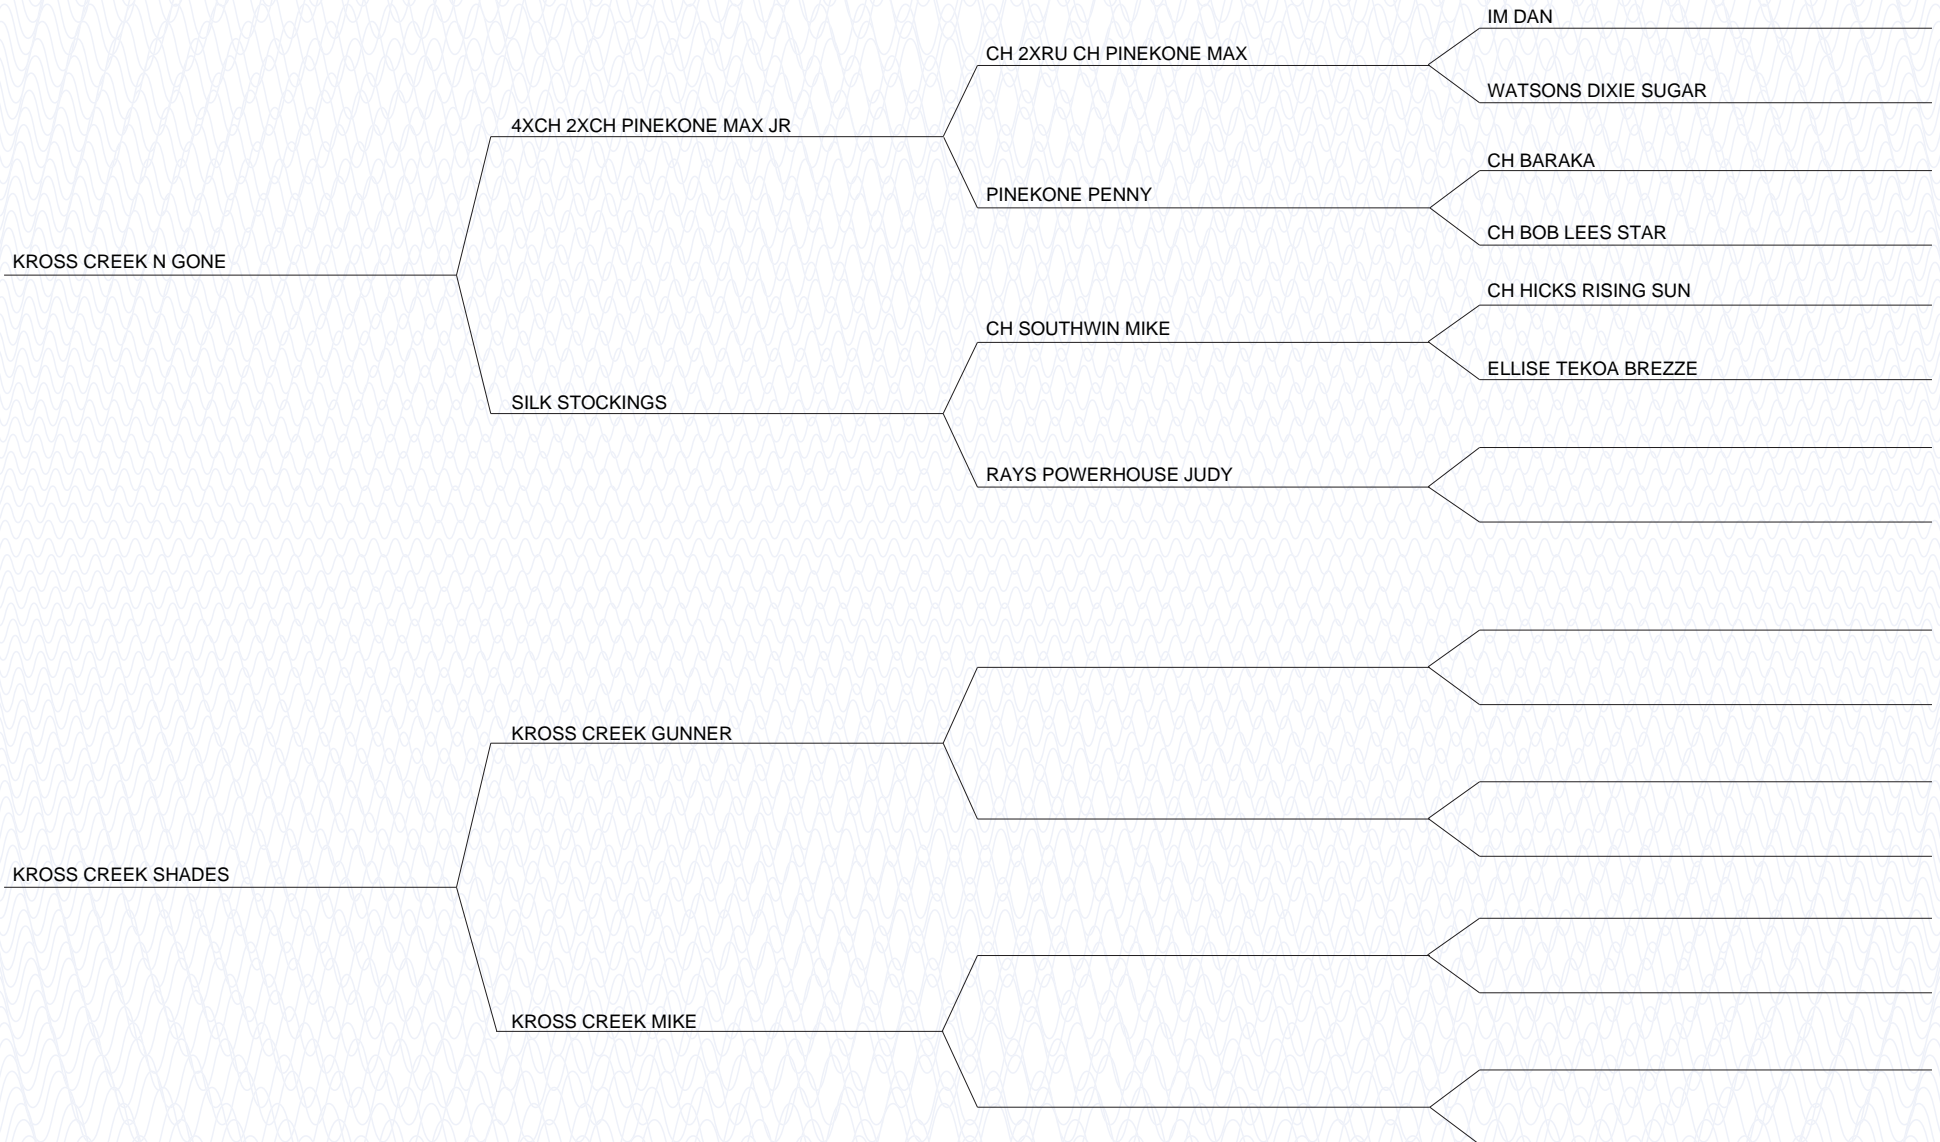 IM DAN
CH 2XRU CH PINEKONE MAX
WATSONS DIXIE SUGAR
4XCH 2XCH PINEKONE MAX JR
CH BARAKA
PINEKONE PENNY
CH BOB LEES STAR
KROSS CREEK N GONE
CH HICKS RISING SUN
CH SOUTHWIN MIKE
ELLISE TEKOA BREZZE
SILK STOCKINGS
RAYS POWERHOUSE JUDY
KROSS CREEK GUNNER
KROSS CREEK SHADES
KROSS CREEK MIKE